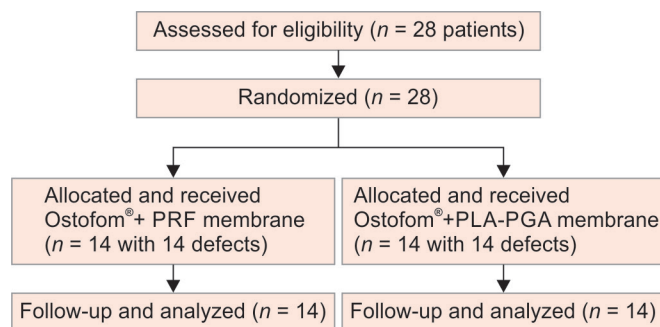 Assessed for eligibility (n = 28 patients)
Randomized (n = 28)
Allocated and received
Ostofom®+ PRF membrane
(n = 14 with 14 defects)
Allocated and received
Ostofom®+PLA-PGA membrane
(n = 14 with 14 defects)
Follow-up and analyzed (n = 14)
Follow-up and analyzed (n = 14)